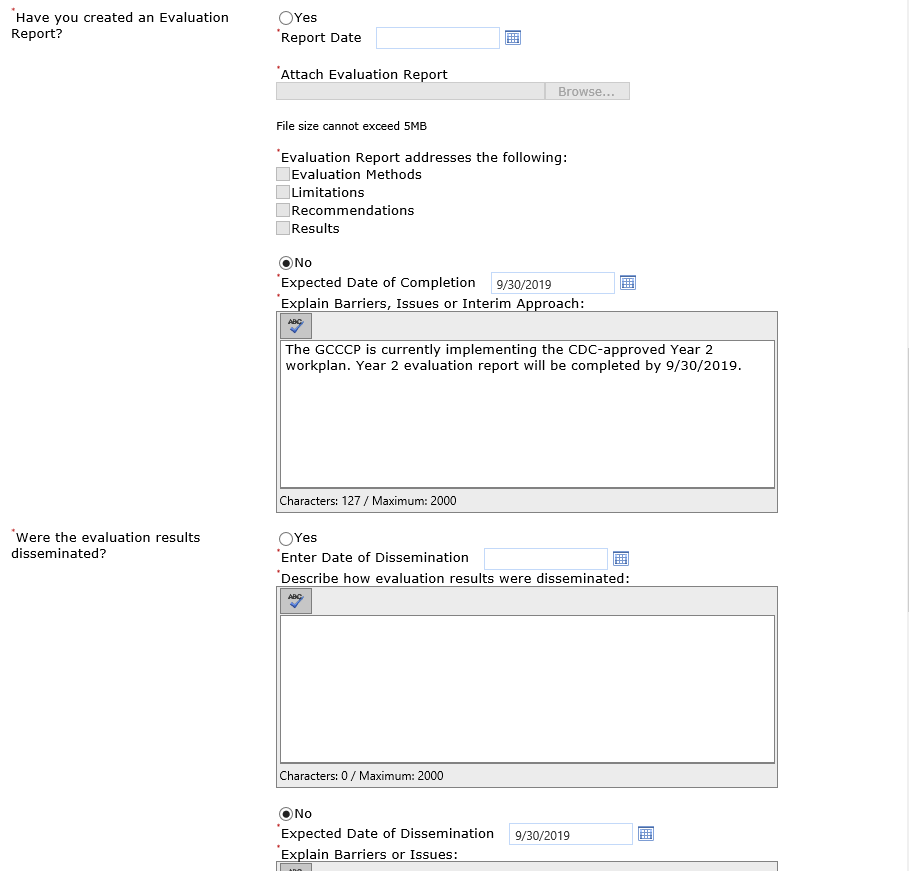 *Have you created an Evaluation
Report?
Yes
*Report Date
*Attach Evaluation Report
Browse...
File size cannot exceed 5MB
*Evaluation Report addresses the following:
Evaluation Methods
Limitations
Recommendations
Results
No
*Expected Date of Completion 9/30/2019
*Explain Barriers, Issues or Interim Approach:
ABC
The GCCCP is currently implementing the CDC-approved Year 2
workplan. Year 2 evaluation report will be completed by 9/30/2019.
Characters: 127 / Maximum: 2000
*Were the evaluation results
disseminated?
Yes
*Enter Date of Dissemination
*Describe how evaluation results were disseminated:
ABC
Characters: 0 / Maximum: 2000
No
*Expected Date of Dissemination 9/30/2019
*Explain Barriers or Issues:
ABC